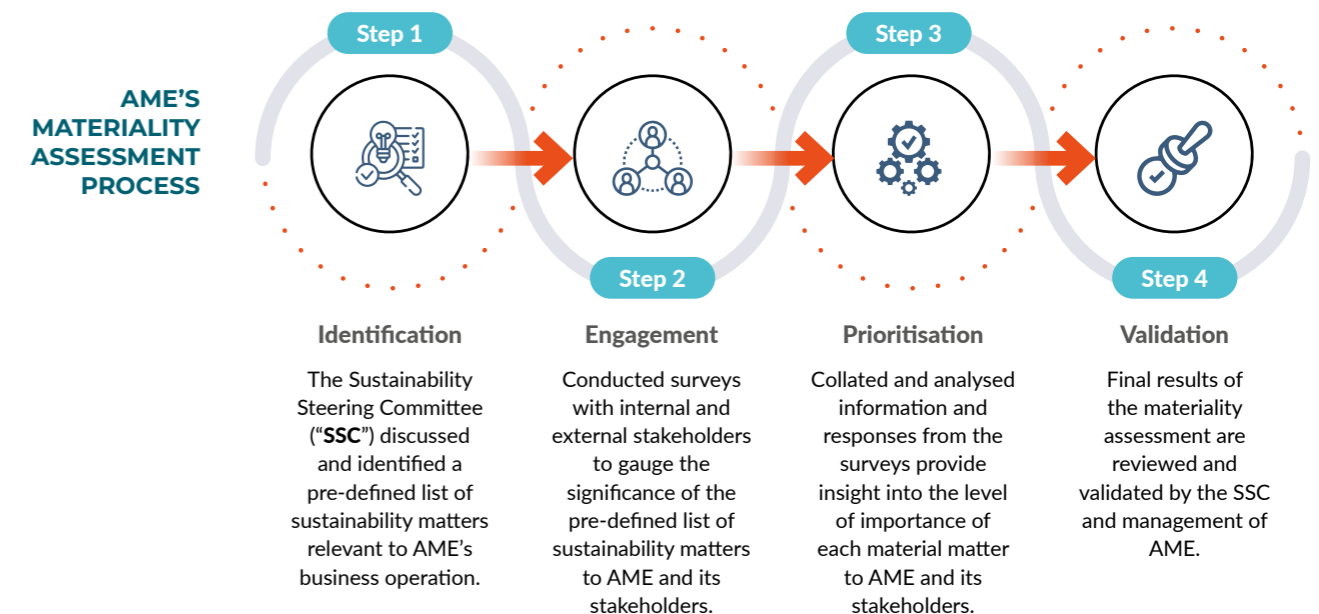 AME'S
MATERIALITY
ASSESSMENT
PROCESS
Step 1
Identification
The Sustainability
Steering Committee
("SSC") discussed
and identified a
pre-defined list of
sustainability matters
relevant to AME's
business operation.
Step 2
Engagement
Conducted surveys
with internal and
external stakeholders
to gauge the
significance of the
pre-defined list of
sustainability matters
to AME and its
stakeholders.
Step 3
Prioritisation
Collated and analysed
information and
responses from the
surveys provide
insight into the level
of importance of
each material matter
to AME and its
stakeholders.
Step 4
Validation
Final results of
the materiality
assessment are
reviewed and
validated by the SSC
and management of
AME.